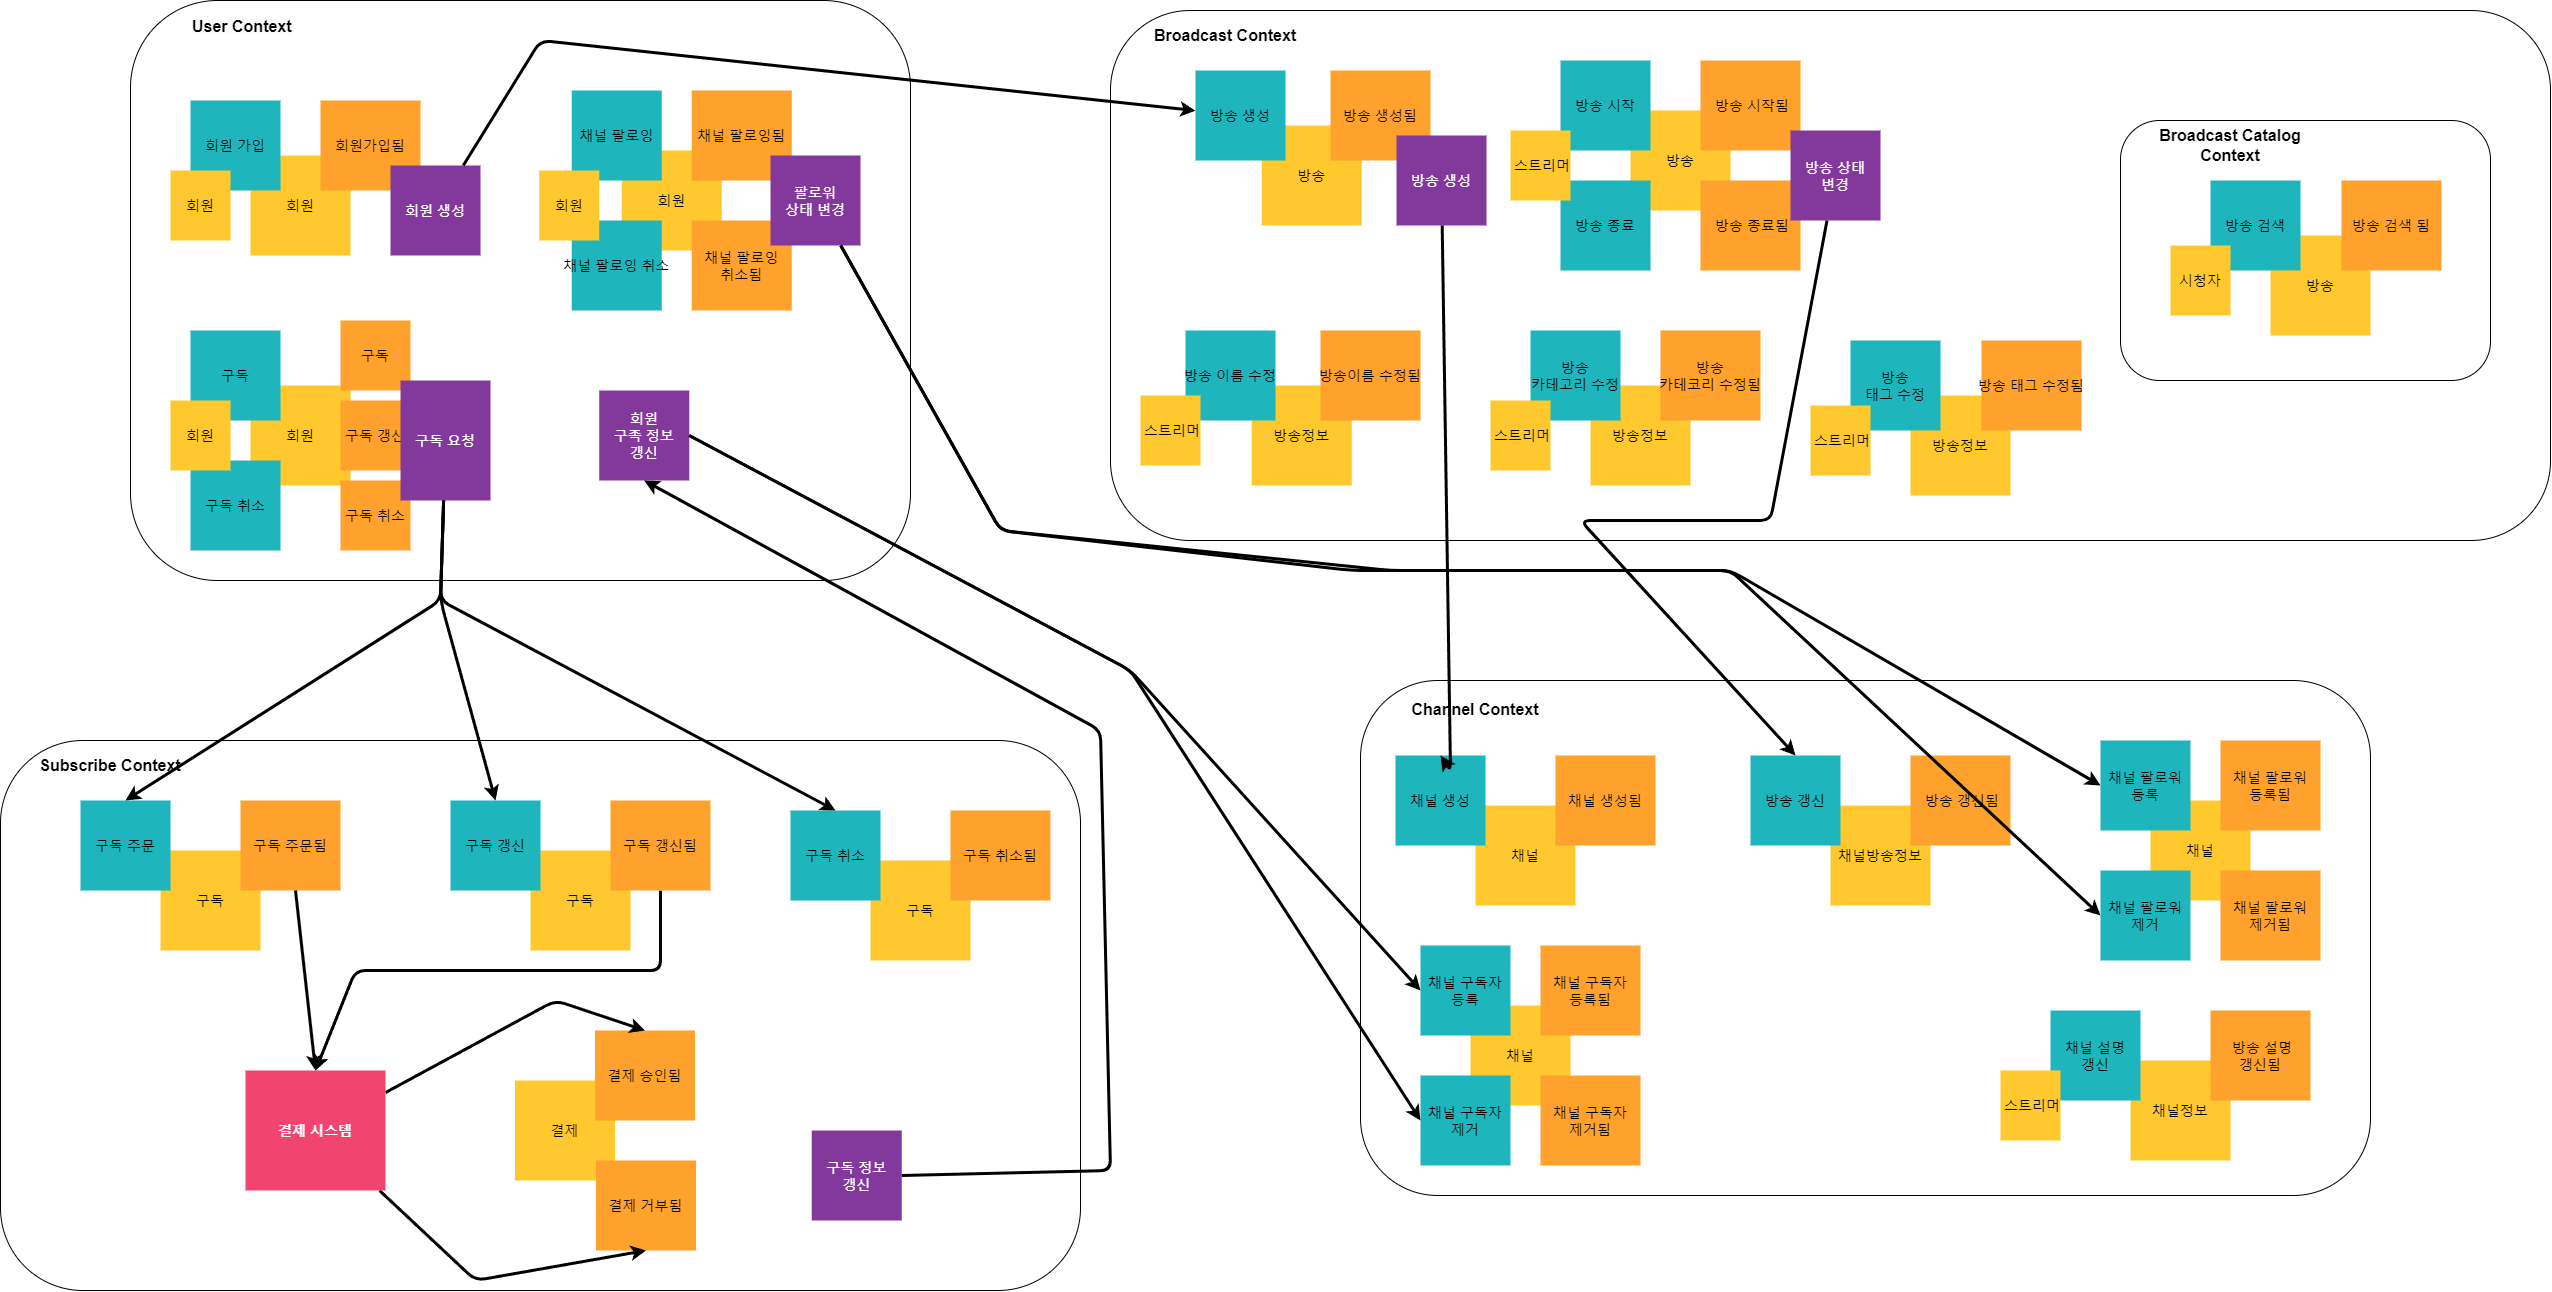 User Context
회원 가입
회원가입됨
회원
회원
회원 생성
채널 팔로잉
채널 팔로잉됨
회원
회원
팔로워
상태 변경
채널 팔로잉 취소
채널 팔로잉
취소됨
구독
구독
회원
회원
구독 갱신
구독 요청
구독 취소
구독 취소
회원
구족 정보
갱신
Broadcast Context
방송 생성
방송 생성됨
방송
방송 생성
방송 시작
방송 시작됨
스트리머
방송
방송 상태
변경
방송 종료
방송 종료됨
Broadcast Catalog
Context
방송 검색
방송 검색 됨
시청자
방송
방송 이름 수정
방송이름 수정됨
스트리머
방송정보
방송
카테고리 수정
방송
카테코리 수정됨
스트리머
방송정보
방송
태그 수정
방송 태그 수정됨
스트리머
방송정보
Subscribe Context
구독 주문
구독 주문됨
구독
구독 갱신
구독 갱신됨
구독
구독 취소
구독 취소됨
구독
결제 시스템
결제 승인됨
결제
결제 거부됨
구독 정보
갱신
Channel Context
채널 생성
채널 생성됨
채널
방송 갱신
방송 갱신됨
채널방송정보
채널 팔로워
등록
채널 팔로워
등록됨
채널
채널 팔로워
제거
채널 팔로워
제거됨
채널 구독자
등록
채널 구독자
등록됨
채널
채널 구독자
제거
채널 구독자
제거됨
채널 설명
갱신
방송 설명
갱신됨
스트리머
채널정보